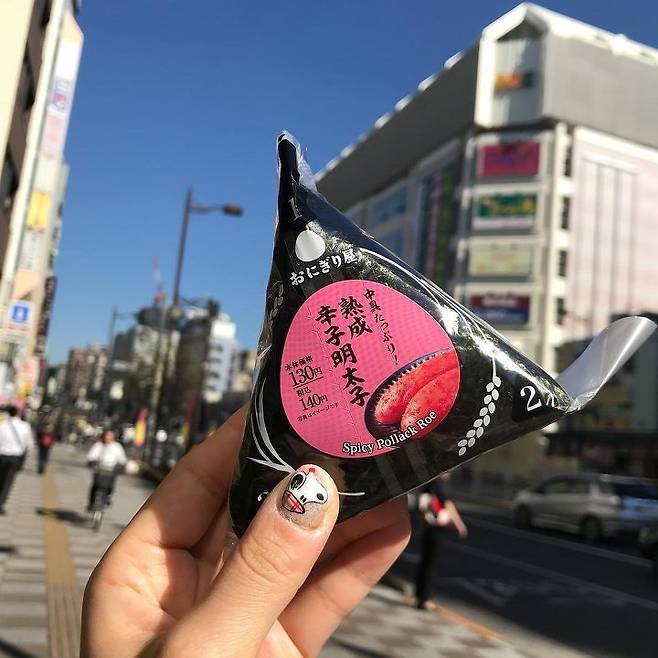 1
おにぎり屋
中具たっぷり!
熟成
辛子明太子
本体価格
130円
税込
140円
写真はイメージです
Spicy Pollack Roe
2